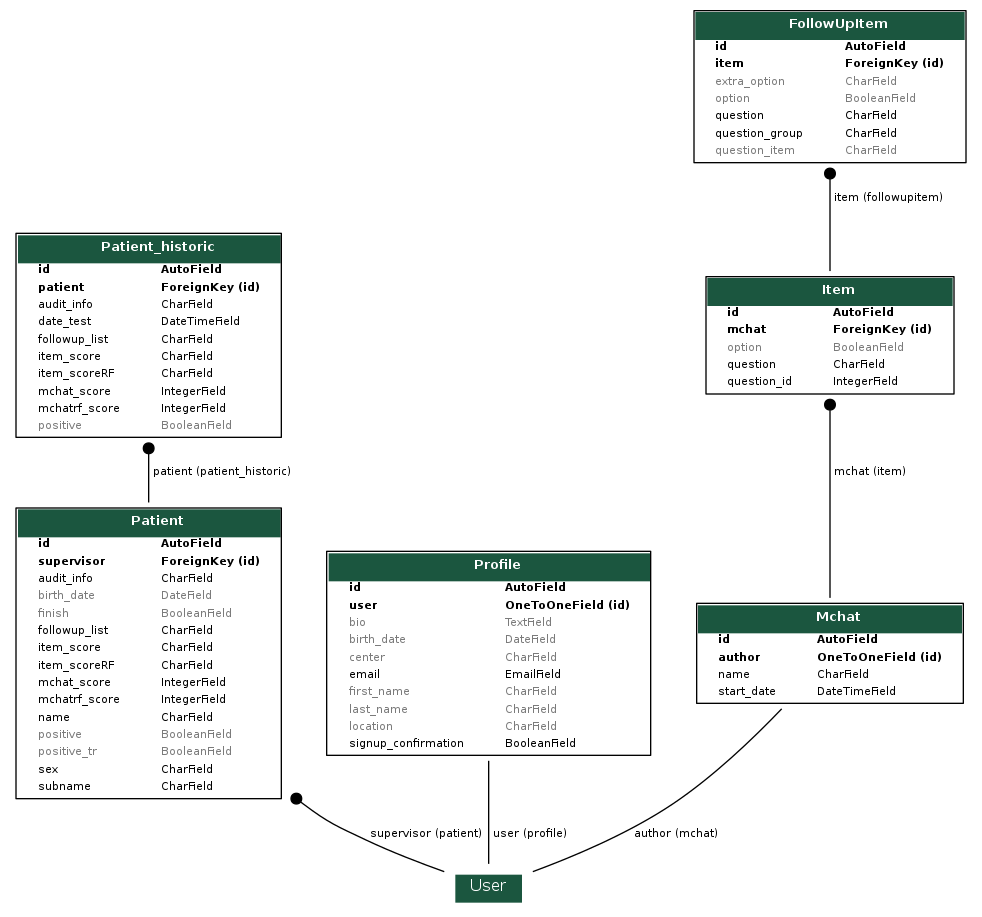 FollowUpItem
id AutoField
item ForeignKey (id)
extra_option CharField
option BooleanField
question CharField
question_group CharField
question_item CharField
item (followupitem)
Patient_historic
id AutoField
patient ForeignKey (id)
audit_info CharField
date_test DateTimeField
followup_list CharField
item_score CharField
item_scoreRF CharField
mchat_score IntegerField
mchatrf_score IntegerField
positive BooleanField
patient (patient_historic)
Item
id AutoField
mchat ForeignKey (id)
option BooleanField
question CharField
question_id IntegerField
mchat (item)
Patient
id AutoField
supervisor ForeignKey (id)
audit_info CharField
birth_date DateField
finish BooleanField
followup_list CharField
item_score CharField
item_scoreRF CharField
mchat_score IntegerField
mchatrf_score IntegerField
name CharField
positive BooleanField
positive_tr BooleanField
sex CharField
subname CharField
Profile
id AutoField
user OneToOneField (id)
bio TextField
birth_date DateField
center CharField
email EmailField
first_name CharField
last_name CharField
location CharField
signup_confirmation BooleanField
Mchat
id AutoField
author OneToOneField (id)
name CharField
start_date DateTimeField
supervisor (patient)
user (profile)
author (mchat)
User